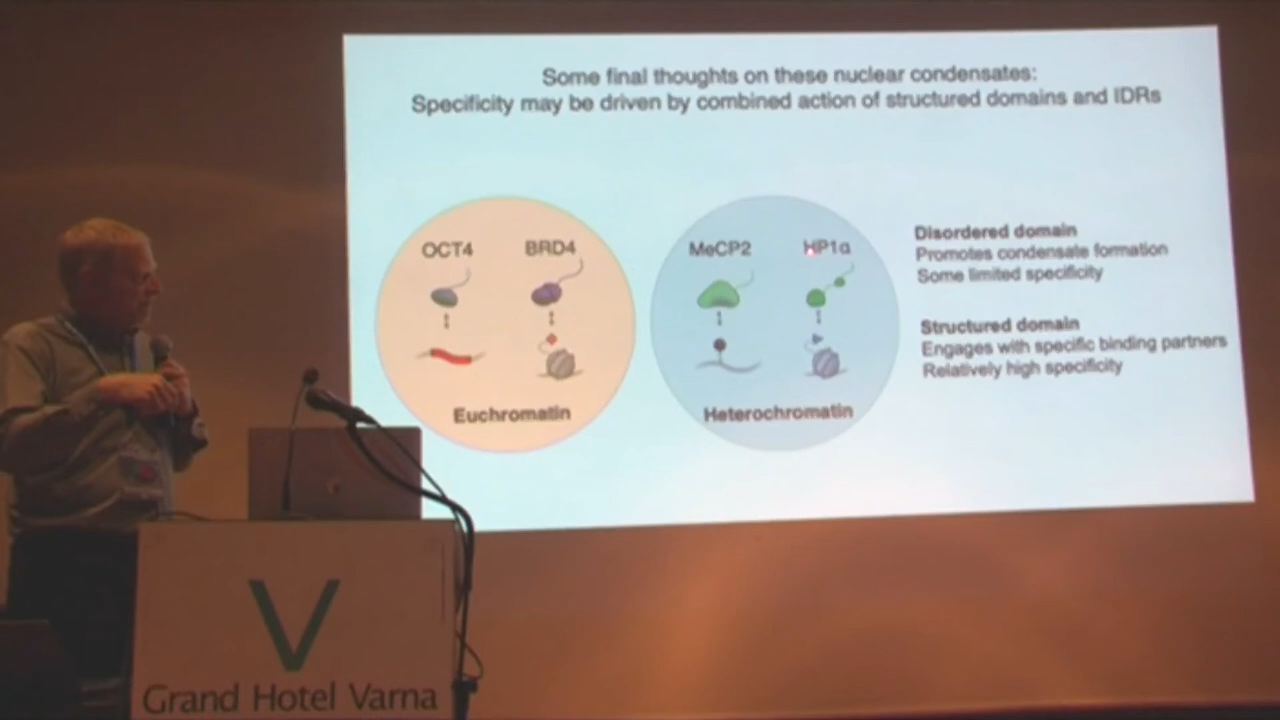 Some final thoughts on these nuclear condensates:
Specificity may be driven by combined action of structured domains and IDRs
OCT4
BRD4
Euchromatin
MeCP2
HP1α
Heterochromatin
Disordered domain
Promotes condensate formation
Some limited specificity
Structured domain
Engages with specific binding partners
Relatively high specificity
V
Grand Hotel Varna